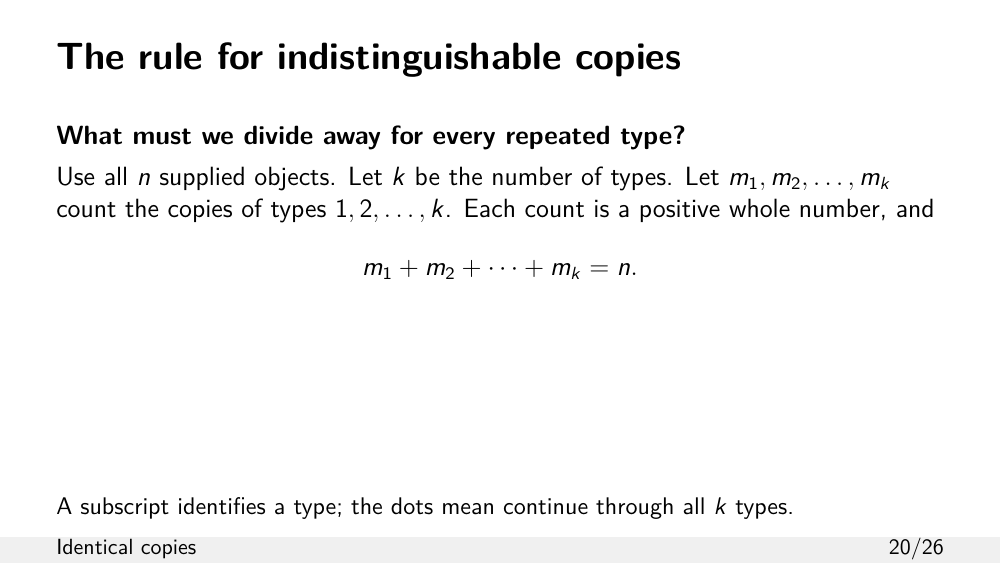 The rule for indistinguishable copies
What must we divide away for every repeated type?
Use all n supplied objects. Let k be the number of types. Let m₁, m₂, . . . , mₖ
count the copies of types 1, 2, . . . , k. Each count is a positive whole number, and
m₁ + m₂ + · · · + mₖ = n.
A subscript identifies a type; the dots mean continue through all k types.
Identical copies 20/26